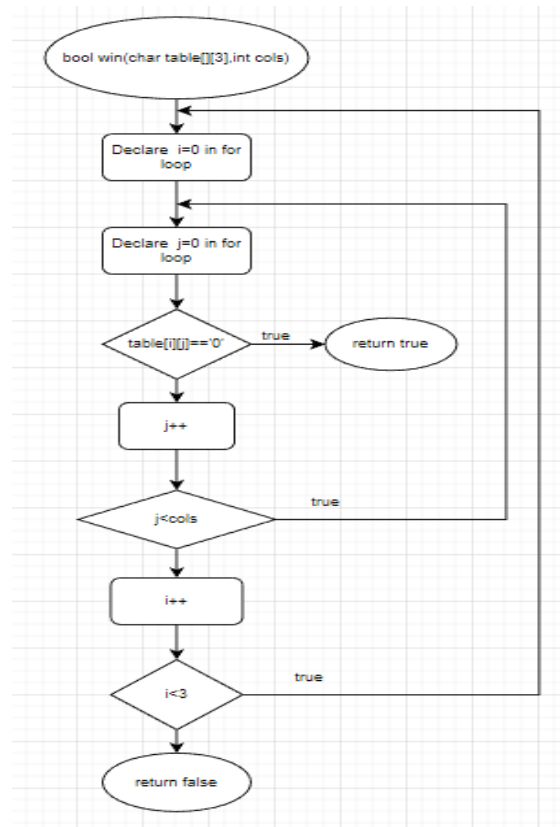 bool win(char table[][3],int cols)
Declare i=0 in for
loop
Declare j=0 in for
loop
table[i][j]=='0'
true
return true
j++
j<cols
true
i++
i<3
true
return false